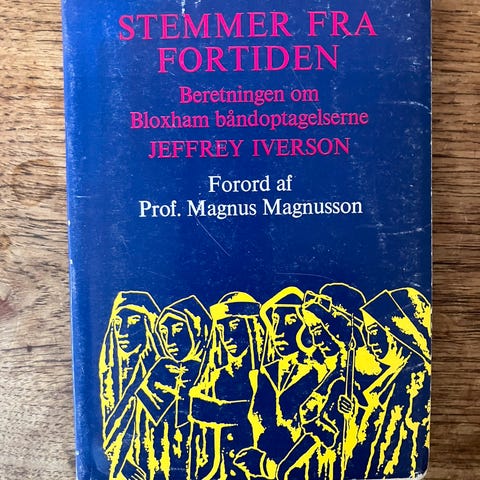 STEMMER FRA
FORTIDEN
Beretningen om
Bloxham båndoptagelserne
JEFFREY IVERSON
Forord af
Prof. Magnus Magnusson